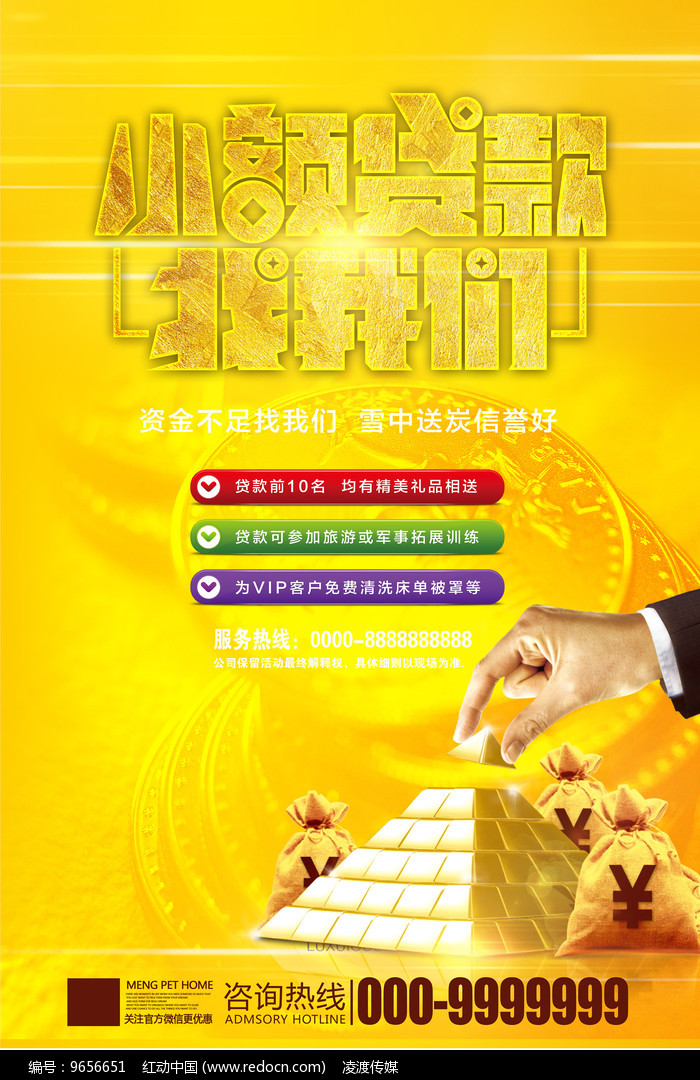 小额贷款
找我们
资金不足找我们 雪中送炭信誉好
贷款前10名 均有精美礼品相送
贷款可参加旅游或军事拓展训练
为VIP客户免费清洗床单被罩等
服务热线：0000-8888888888
公司保留活动最终解释权，具体细则以现场为准.
¥
¥
¥
MENG PET HOME
关注官方微信更优惠
咨询热线
ADMSORY HOTLINE
000-9999999
编号：9656651 红动中国 (www.redocn.com) 凌渡传媒